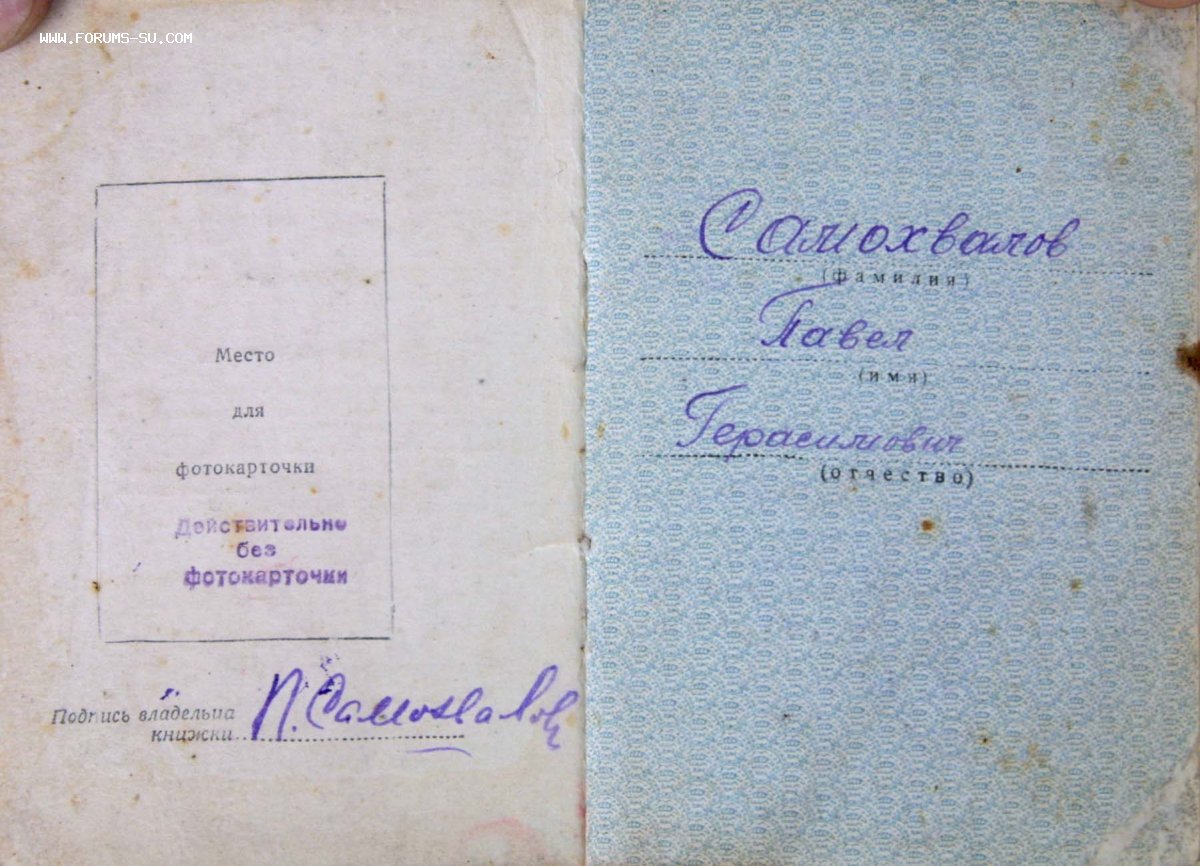 WWW.FORUMS-SU.COM
Место
для
фотокарточки
Действительно
без
фотокарточки
Подпись владельца
книжки
П. Самохвалов
Самохвалов
(фамилия)
Павел
(имя)
Герасимович
(отчество)